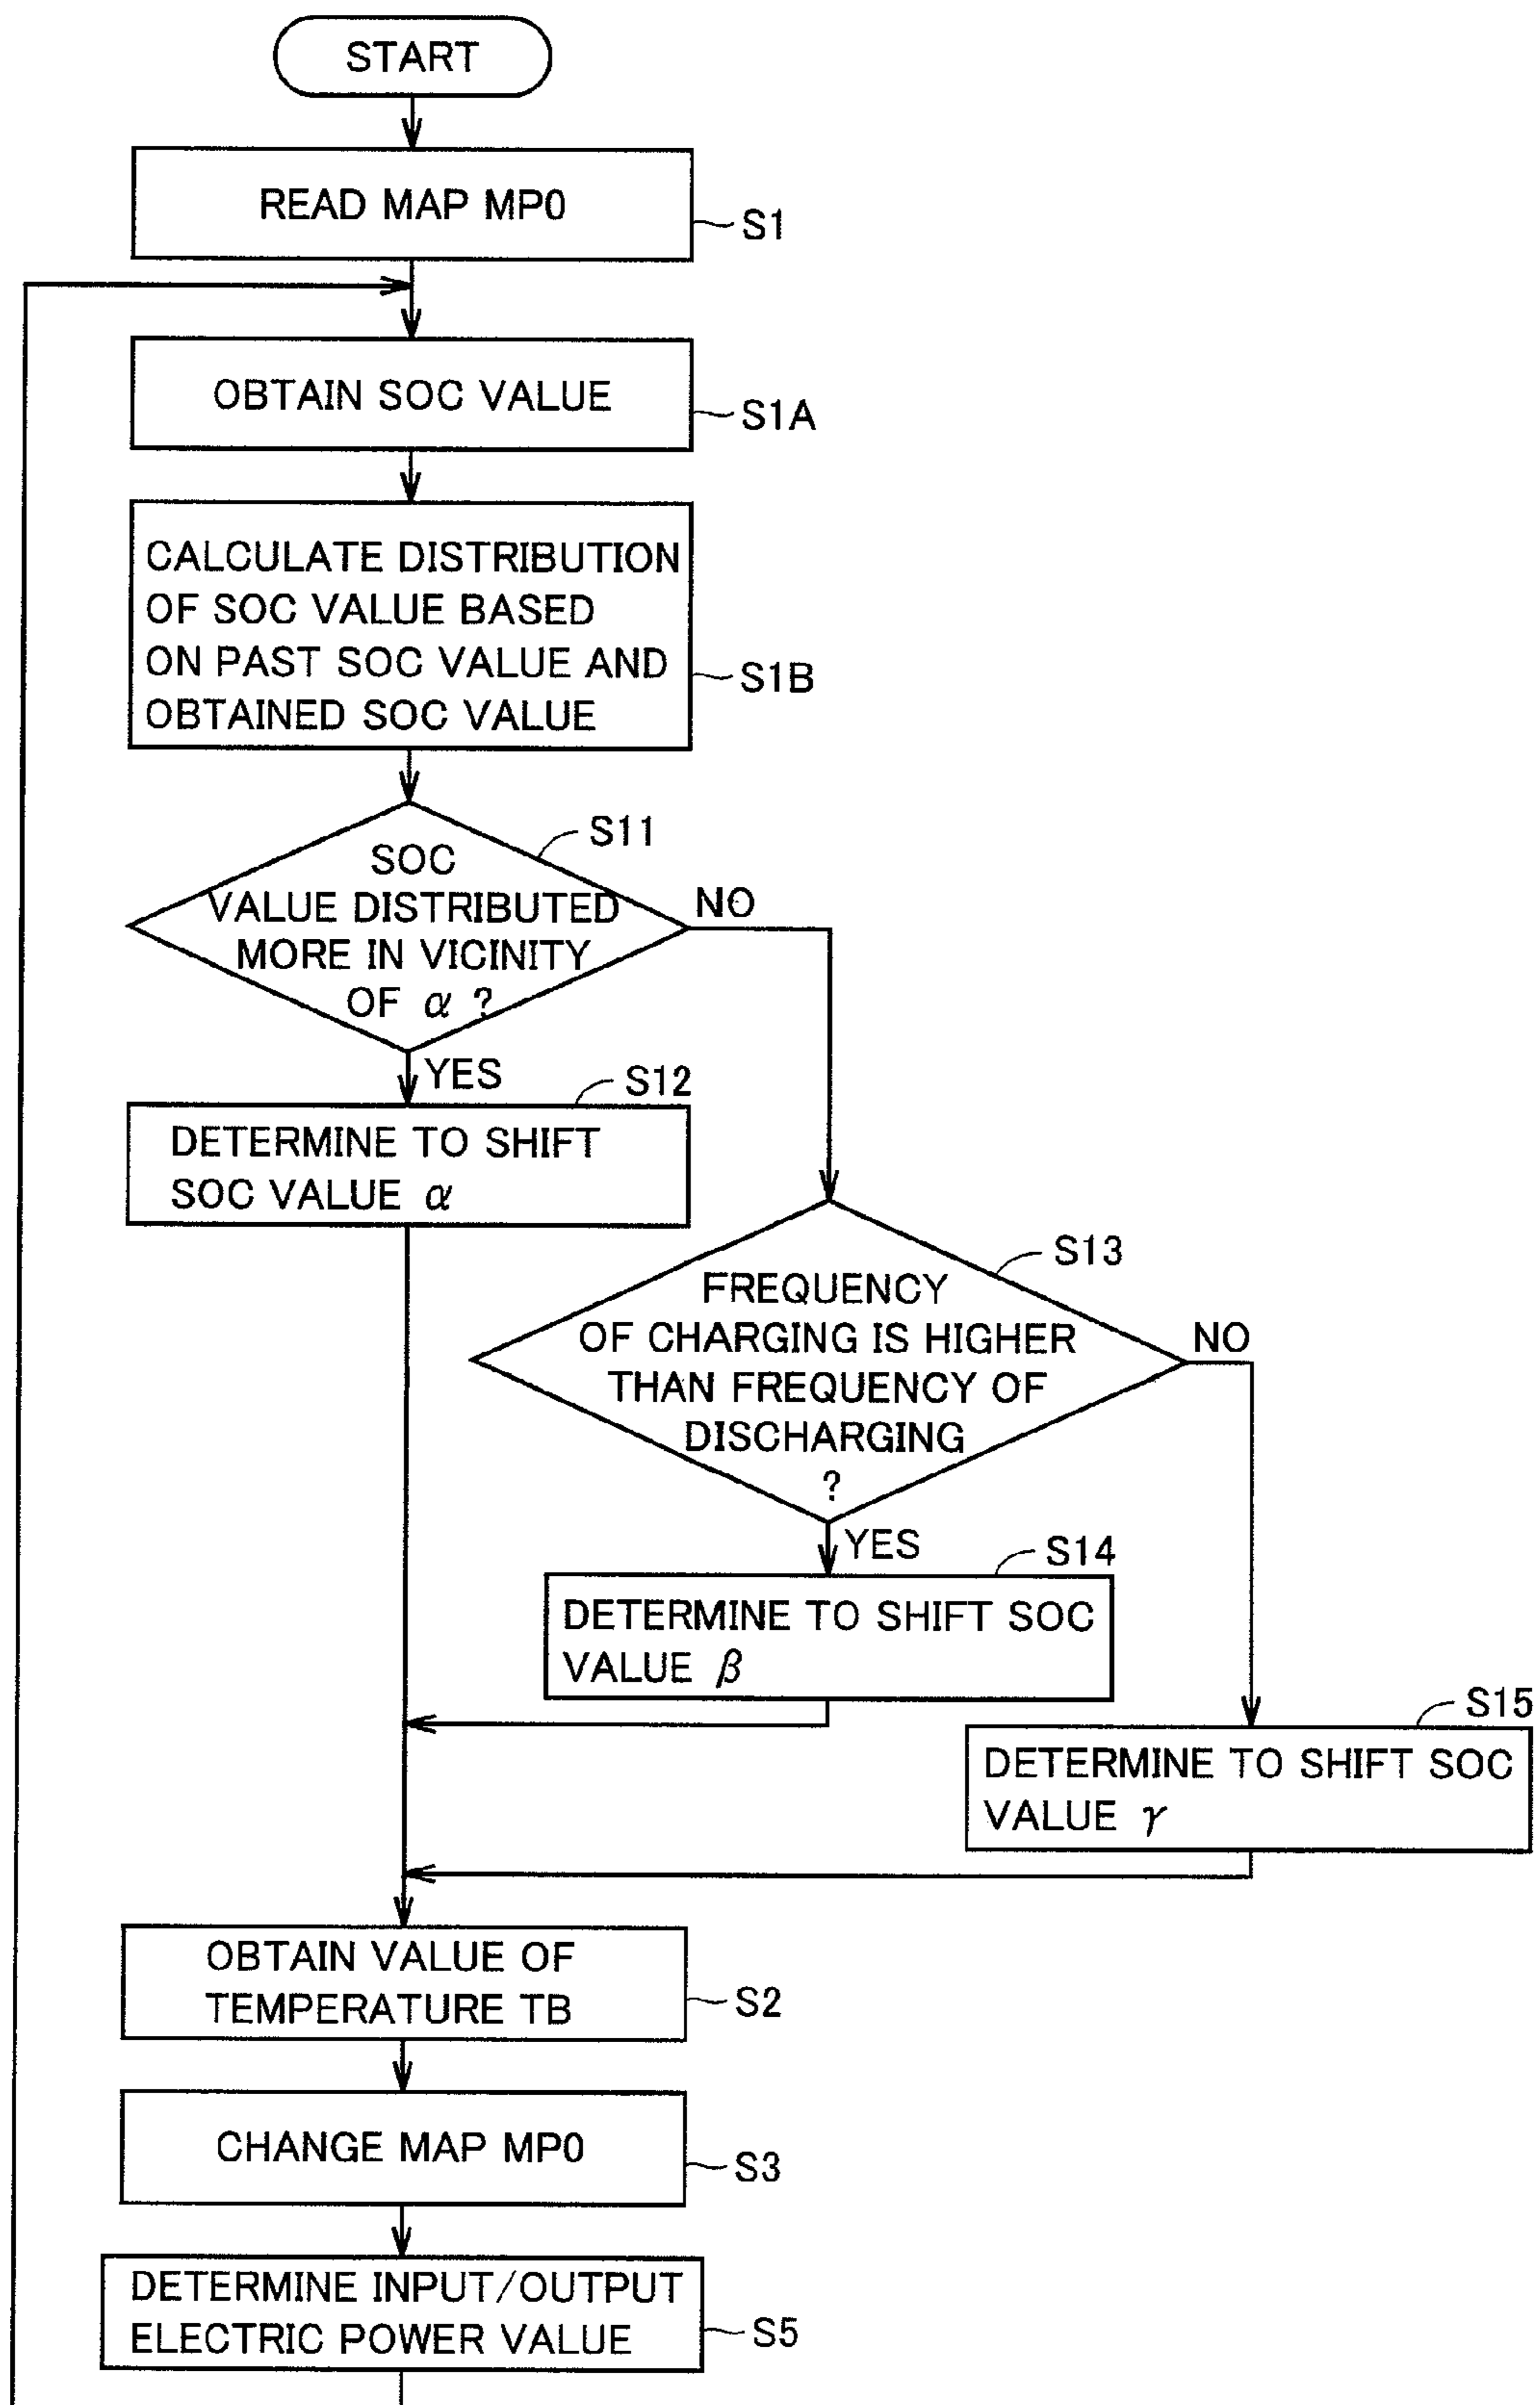 START
READ MAP MP0
S1
OBTAIN SOC VALUE
S1A
CALCULATE DISTRIBUTION
OF SOC VALUE BASED
ON PAST SOC VALUE AND
OBTAINED SOC VALUE
S1B
S11
SOC
VALUE DISTRIBUTED
MORE IN VICINITY
OF α ?
NO
YES
S12
DETERMINE TO SHIFT
SOC VALUE α
S13
FREQUENCY
OF CHARGING IS HIGHER
THAN FREQUENCY OF
DISCHARGING
?
NO
YES
S14
DETERMINE TO SHIFT SOC
VALUE β
S15
DETERMINE TO SHIFT SOC
VALUE γ
OBTAIN VALUE OF
TEMPERATURE TB
S2
CHANGE MAP MP0
S3
DETERMINE INPUT/OUTPUT
ELECTRIC POWER VALUE
S5